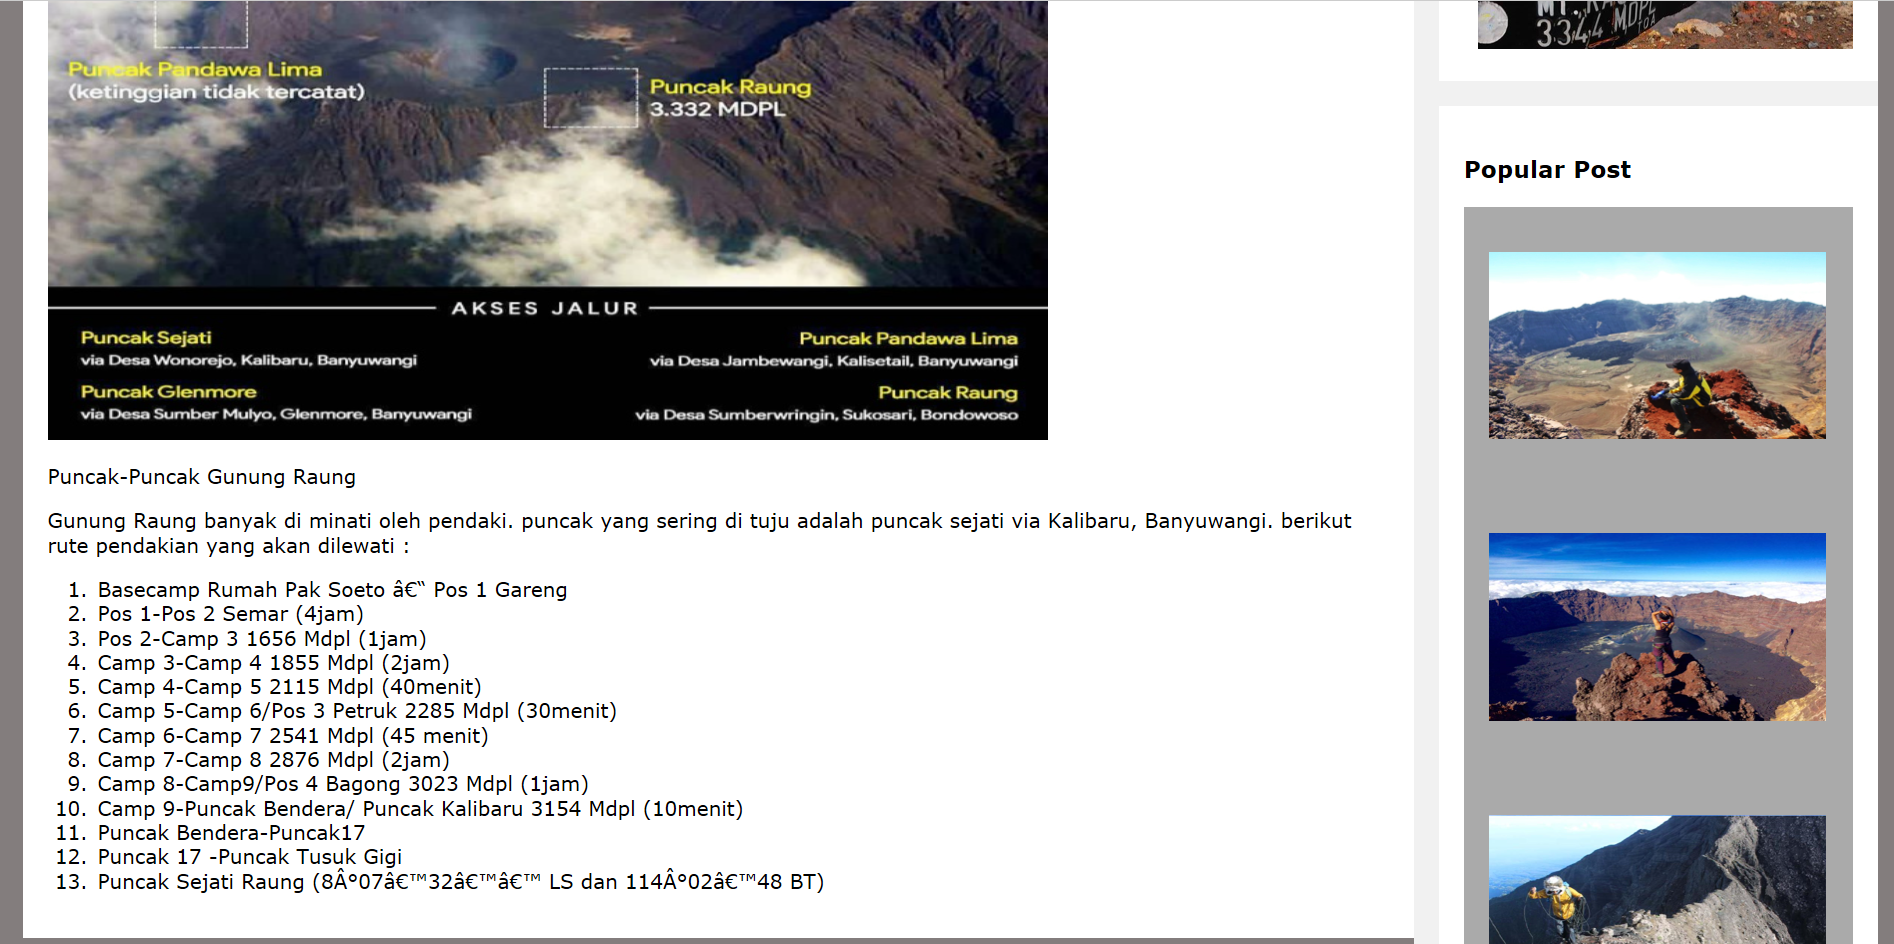 MT. RA
3.344 MDPL
TOA
Puncak Pandawa Lima
(ketinggian tidak tercatat)
Puncak Raung
3.332 MDPL
AKSES JALUR
Puncak Sejati
via Desa Wonorejo, Kalibaru, Banyuwangi
Puncak Glenmore
via Desa Sumber Mulyo, Glenmore, Banyuwangi
Puncak Pandawa Lima
via Desa Jambewangi, Kalisetail, Banyuwangi
Puncak Raung
via Desa Sumberwringin, Sukosari, Bondowoso
Puncak-Puncak Gunung Raung
Gunung Raung banyak di minati oleh pendaki. puncak yang sering di tuju adalah puncak sejati via Kalibaru, Banyuwangi. berikut
rute pendakian yang akan dilewati :
1. Basecamp Rumah Pak Soeto â€“ Pos 1 Gareng
2. Pos 1-Pos 2 Semar (4jam)
3. Pos 2-Camp 3 1656 Mdpl (1jam)
4. Camp 3-Camp 4 1855 Mdpl (2jam)
5. Camp 4-Camp 5 2115 Mdpl (40menit)
6. Camp 5-Camp 6/Pos 3 Petruk 2285 Mdpl (30menit)
7. Camp 6-Camp 7 2541 Mdpl (45 menit)
8. Camp 7-Camp 8 2876 Mdpl (2jam)
9. Camp 8-Camp9/Pos 4 Bagong 3023 Mdpl (1jam)
10. Camp 9-Puncak Bendera/ Puncak Kalibaru 3154 Mdpl (10menit)
11. Puncak Bendera-Puncak17
12. Puncak 17 -Puncak Tusuk Gigi
13. Puncak Sejati Raung (8Â°07â€™32â€™â€™ LS dan 114Â°02â€™48 BT)
Popular Post